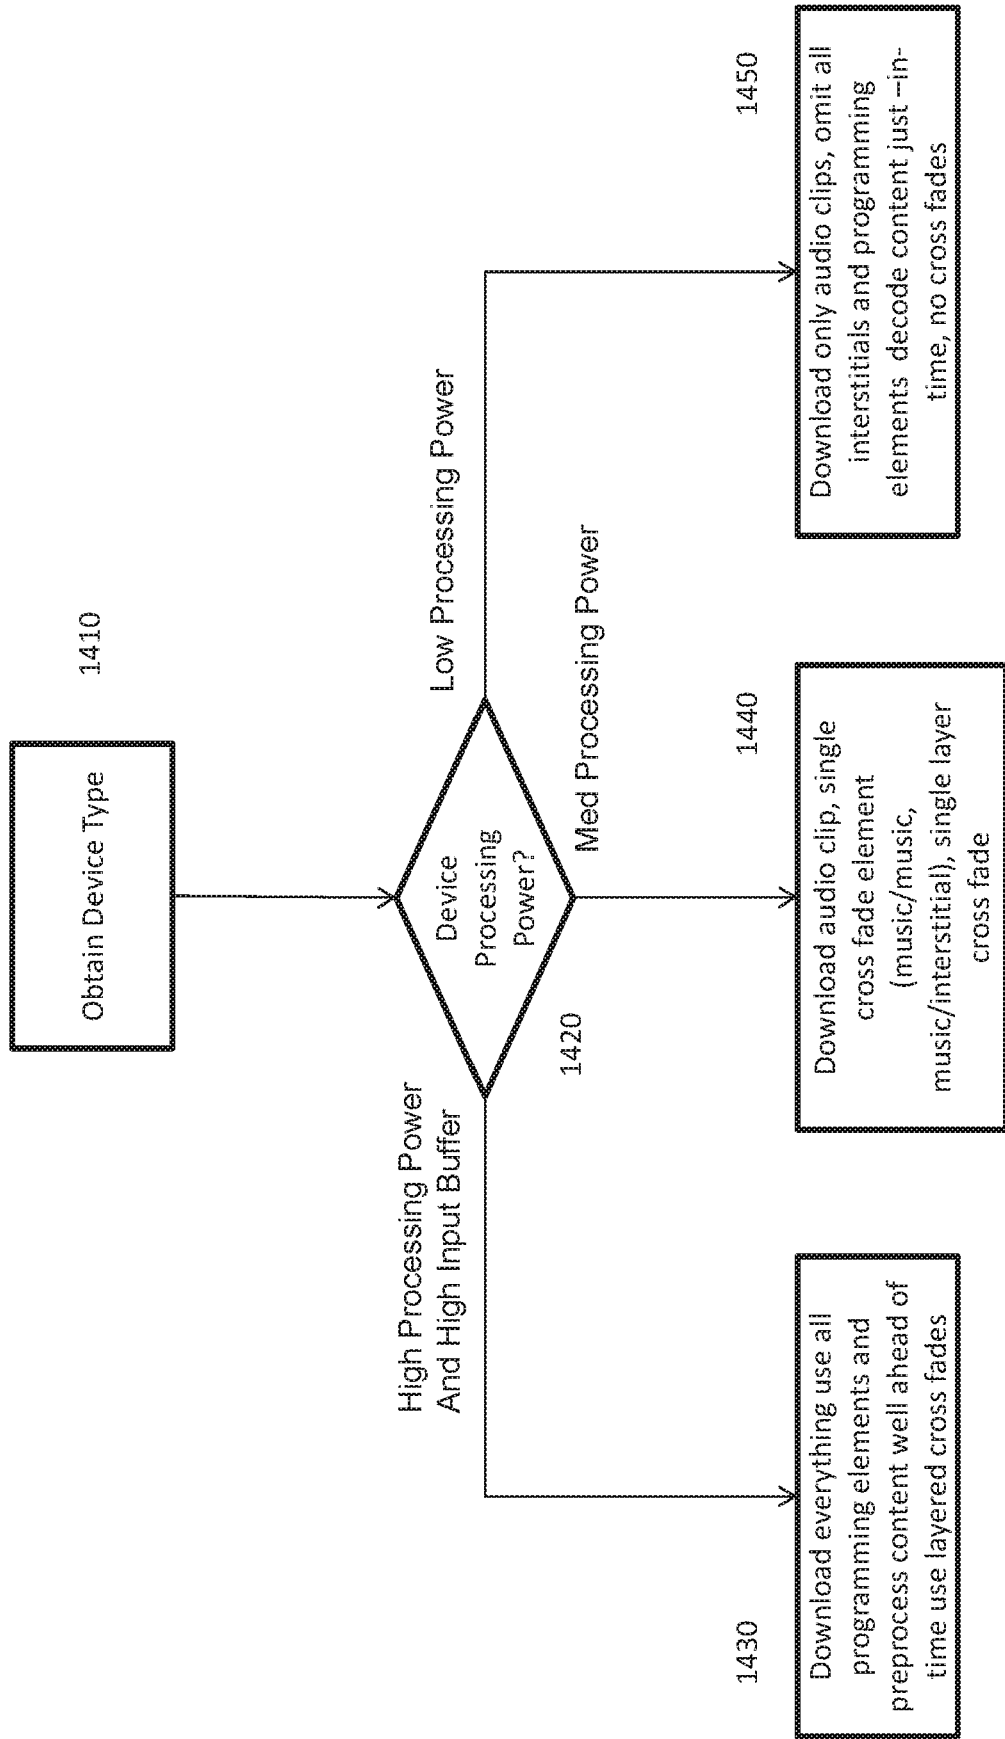 1410
Obtain Device Type
High Processing Power
And High Input Buffer
Device
Processing
Power?
1420
Low Processing Power
Med Processing Power
1430
Download everything use all
programming elements and
preprocess content well ahead of
time use layered cross fades
1440
Download audio clip, single
cross fade element
(music/music,
music/interstitial), single layer
cross fade
1450
Download only audio clips, omit all
interstitials and programming
elements decode content just –in-
time, no cross fades